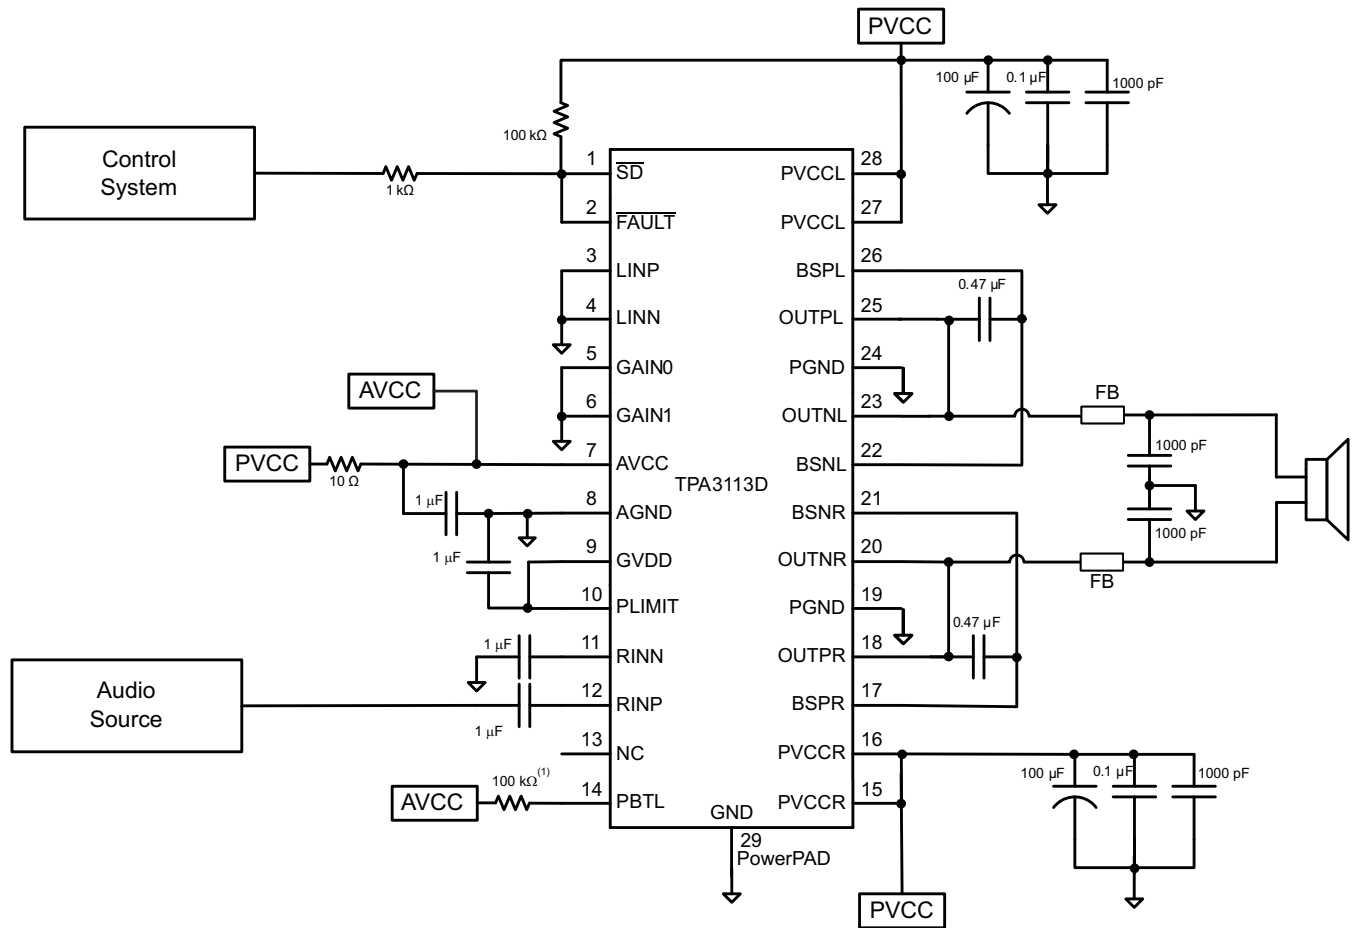 PVCC
100 µF
0.1 µF
1000 pF
100 kΩ
Control
System
1 kΩ
1
SD
2
FAULT
3
LINP
4
LINN
5
GAIN0
6
GAIN1
7
AVCC
8
AGND
9
GVDD
10
PLIMIT
11
RINN
12
RINP
13
NC
14
PBTL
AVCC
PVCC
10 Ω
1 µF
1 µF
1 µF
1 µF
Audio
Source
AVCC
100 kΩ(1)
TPA3113D
28
PVCCL
27
PVCCL
26
BSPL
25
OUTPL
24
PGND
23
OUTNL
22
BSNL
21
BSNR
20
OUTNR
19
PGND
18
OUTPR
17
BSPR
16
PVCCR
15
PVCCR
GND
29
PowerPAD
0.47 µF
FB
1000 pF
1000 pF
FB
0.47 µF
100 µF
0.1 µF
1000 pF
PVCC